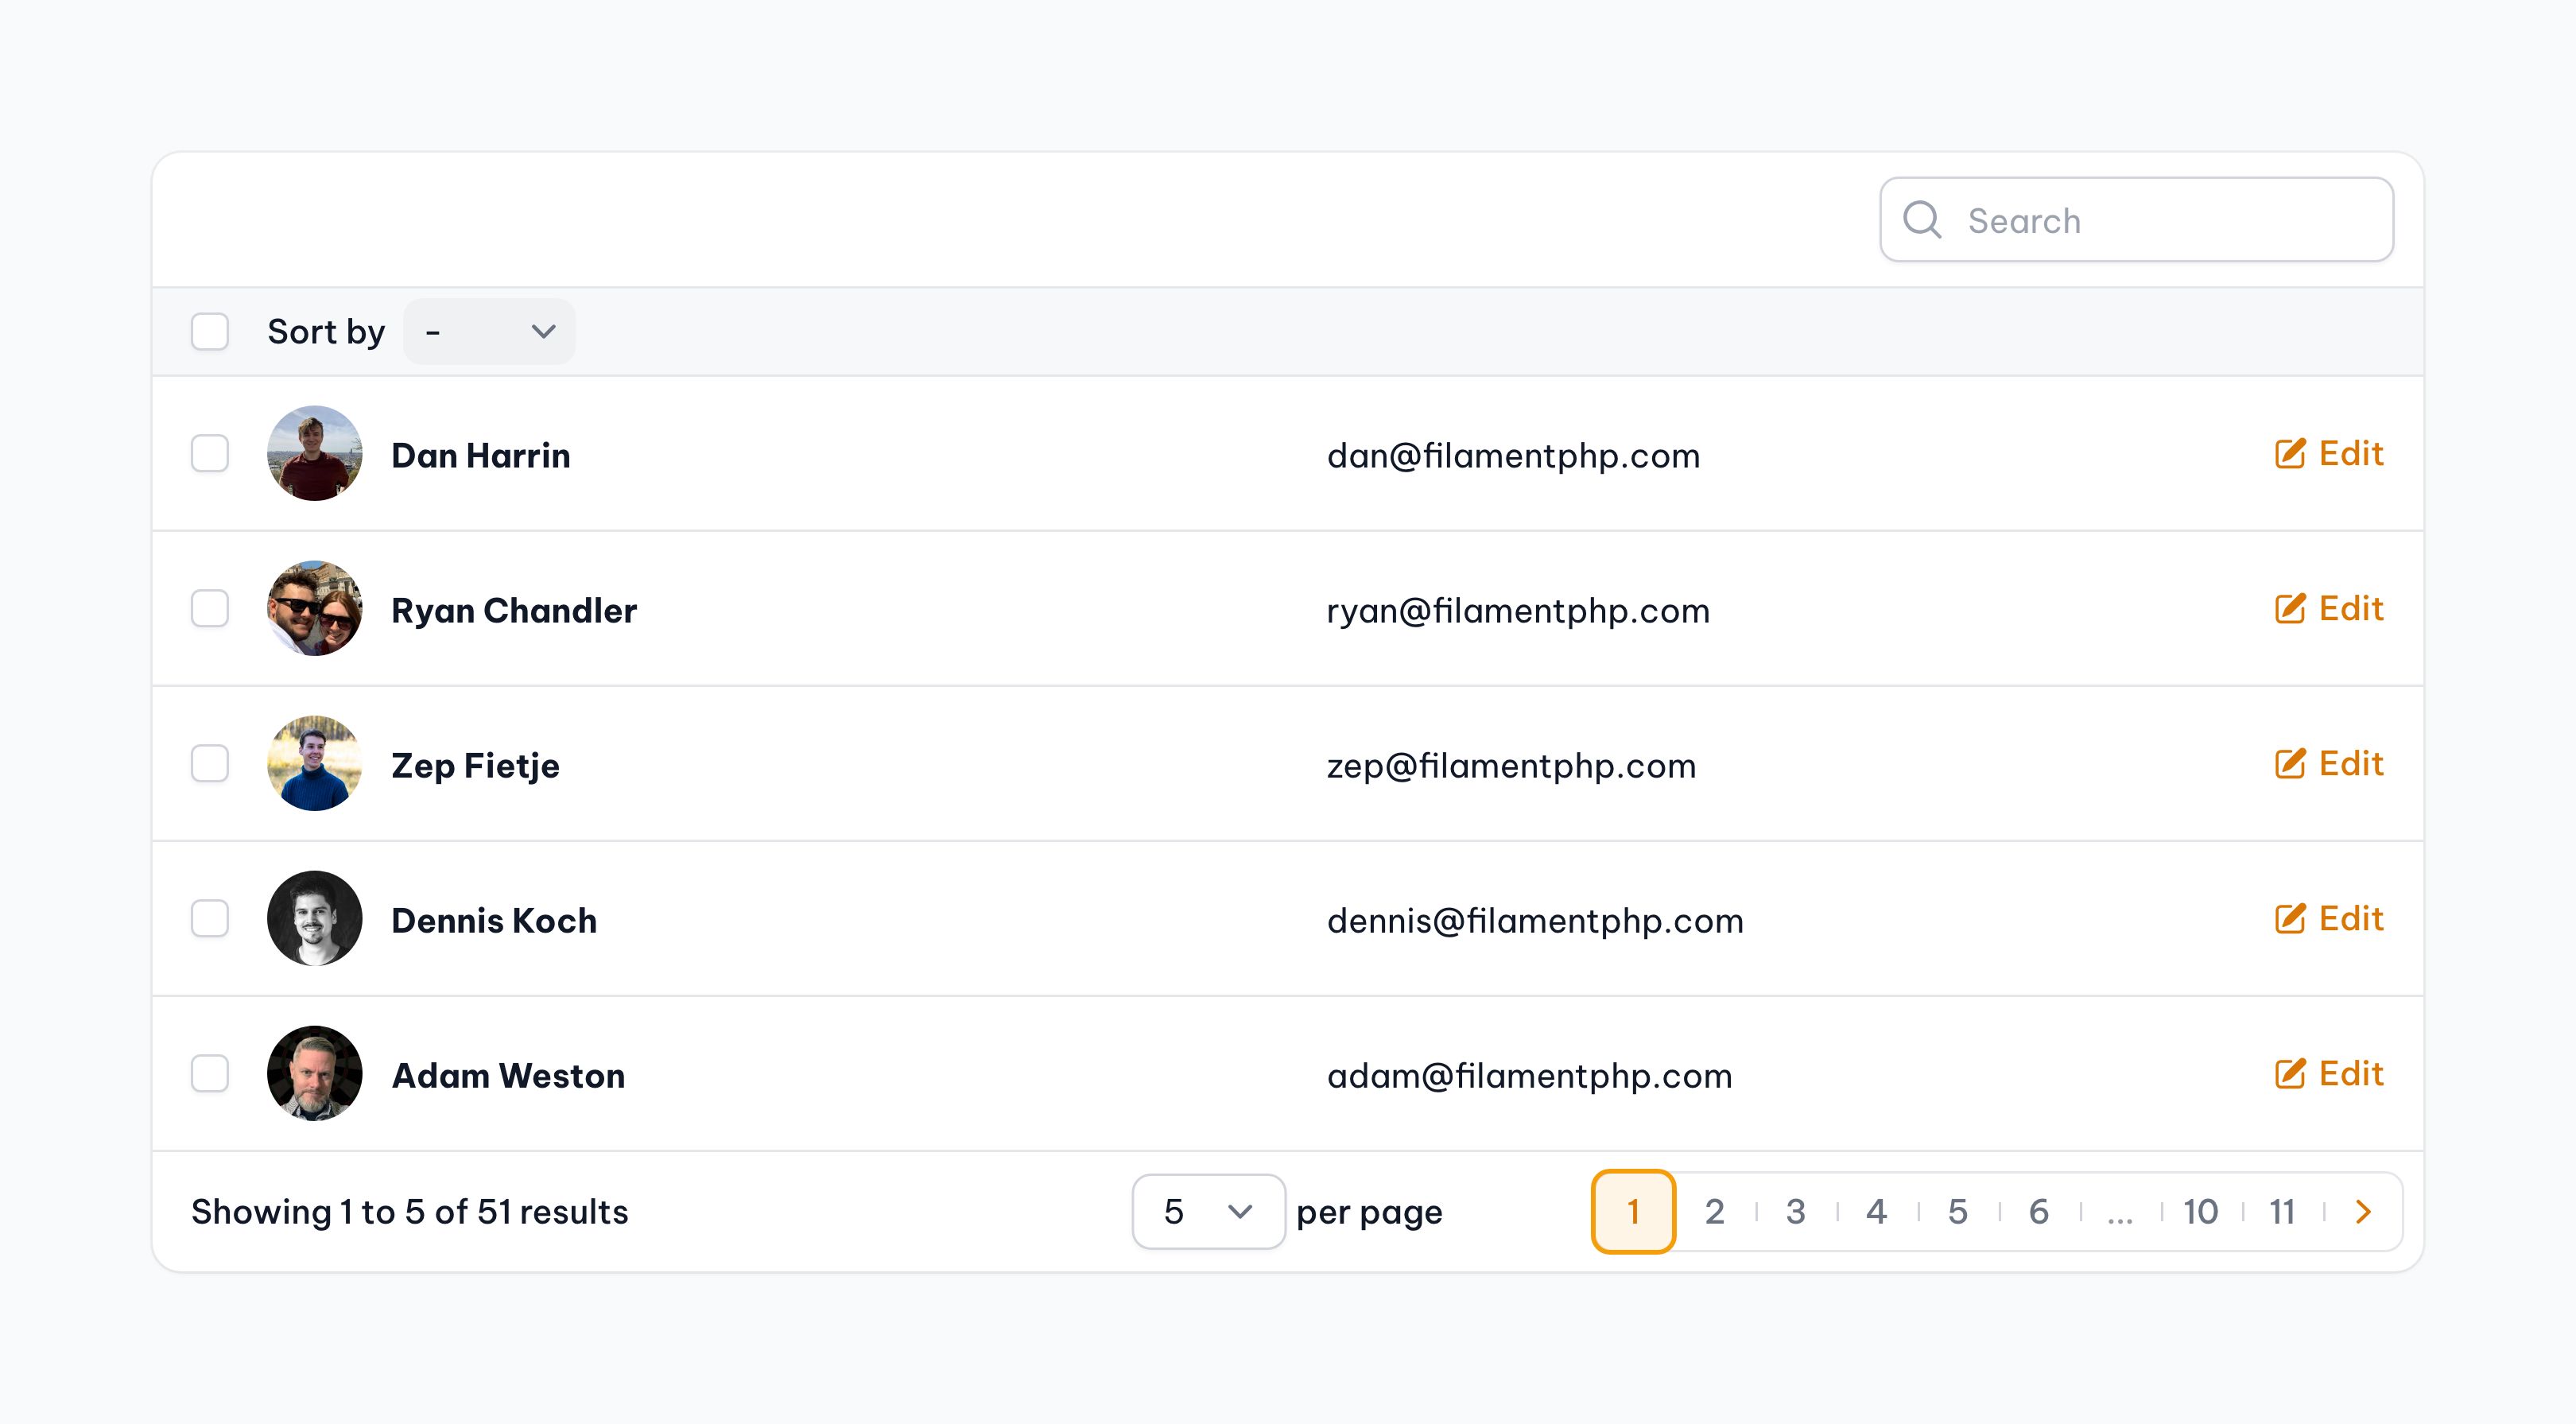 Search
Sort by -
Dan Harrin dan@filamentphp.com Edit
Ryan Chandler ryan@filamentphp.com Edit
Zep Fietje zep@filamentphp.com Edit
Dennis Koch dennis@filamentphp.com Edit
Adam Weston adam@filamentphp.com Edit
Showing 1 to 5 of 51 results 5 per page 1 2 3 4 5 6 ... 10 11